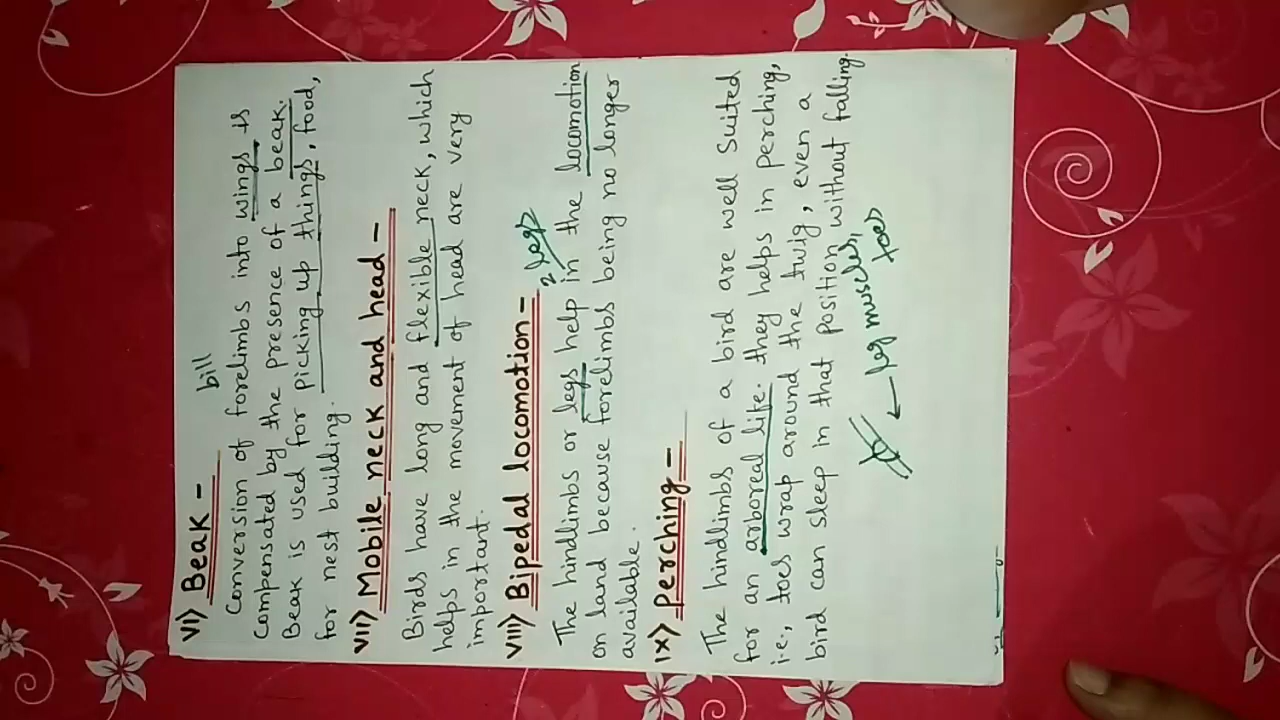 vi) Beak -
bill
Conversion of forelimbs into wings is
Compensated by the presence of a beak.
Beak is used for picking up things, food,
for nest building.
vii) Mobile neck and head -
Birds have long and flexible neck, which
helps in the movement of head are very
important.
viii) Bipedal locomotion - 2 legs
The hindlimbs or legs help in the locomotion
on land because forelimbs being no longer
available.
ix) perching -
The hindlimbs of a bird are well suited
for an arboreal life. they helps in perching,
i.e., toes wrap around the twig, even a
bird can sleep in that position without falling.
← leg muscles,
toes